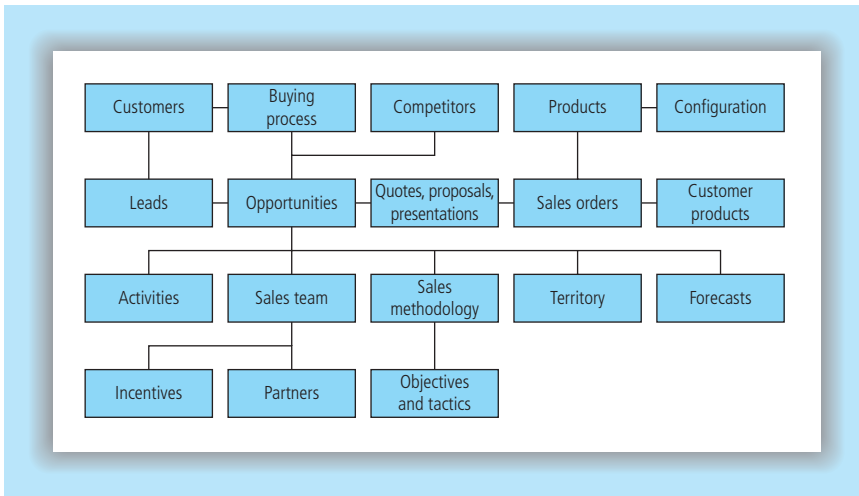 Customers
Buying
process
Competitors
Products
Configuration
Leads
Opportunities
Quotes, proposals,
presentations
Sales orders
Customer
products
Activities
Sales team
Sales
methodology
Territory
Forecasts
Incentives
Partners
Objectives
and tactics